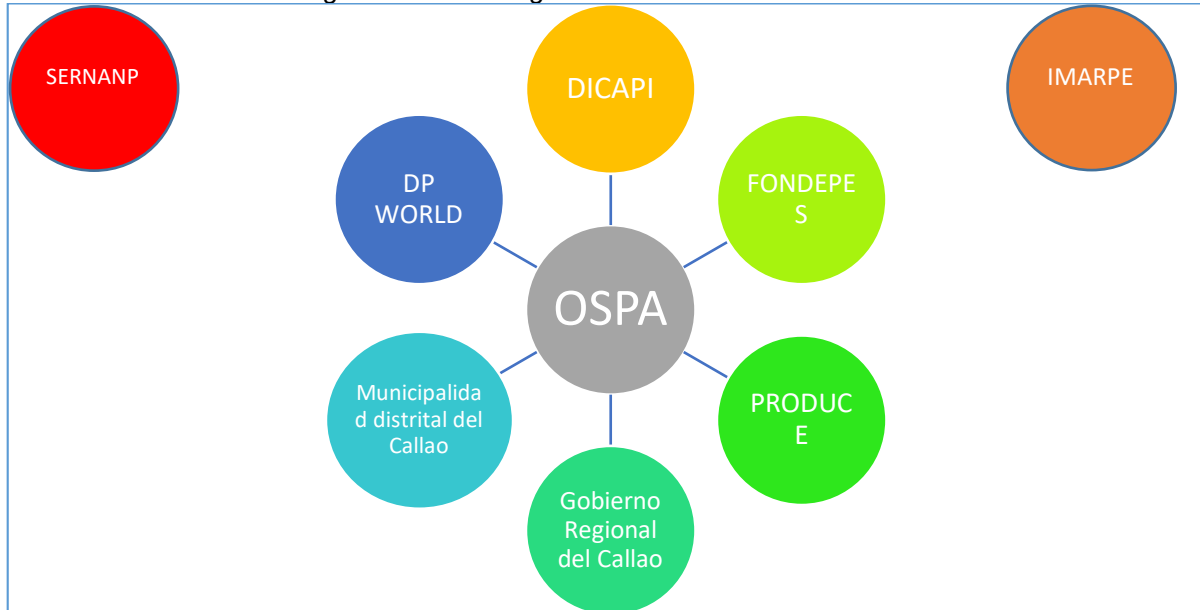 SERNANP
DICAPI
IMARPE
DP
WORLD
FONDEPE
S
OSPA
Municipalida
d distrital del
Callao
PRODUC
E
Gobierno
Regional
del Callao